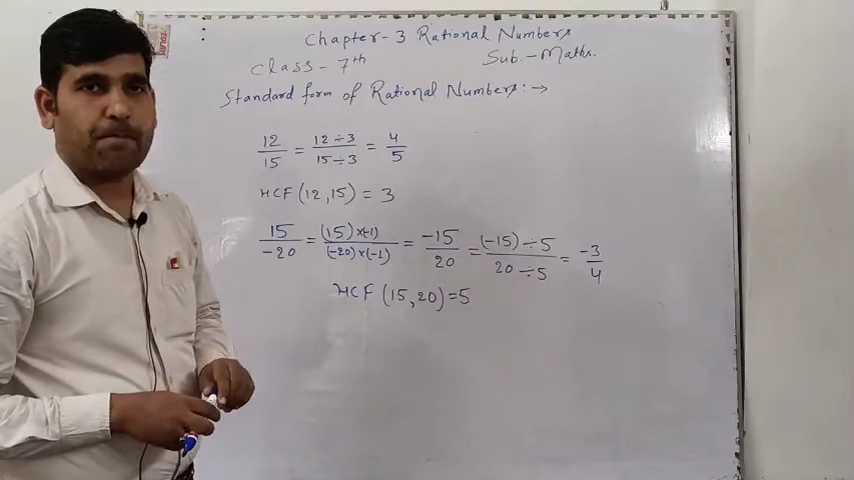 Chapter-3 Rational Numbers
Class - 7th
Sub.-Maths.
Standard form of Rational Numbers:→
12/15 = 12÷3/15÷3 = 4/5
HCF(12,15) = 3
15/-20 = (15)×(-1)/(-20)×(-1) = -15/20 = (-15)÷5/20÷5 = -3/4
HCF(15,20)=5